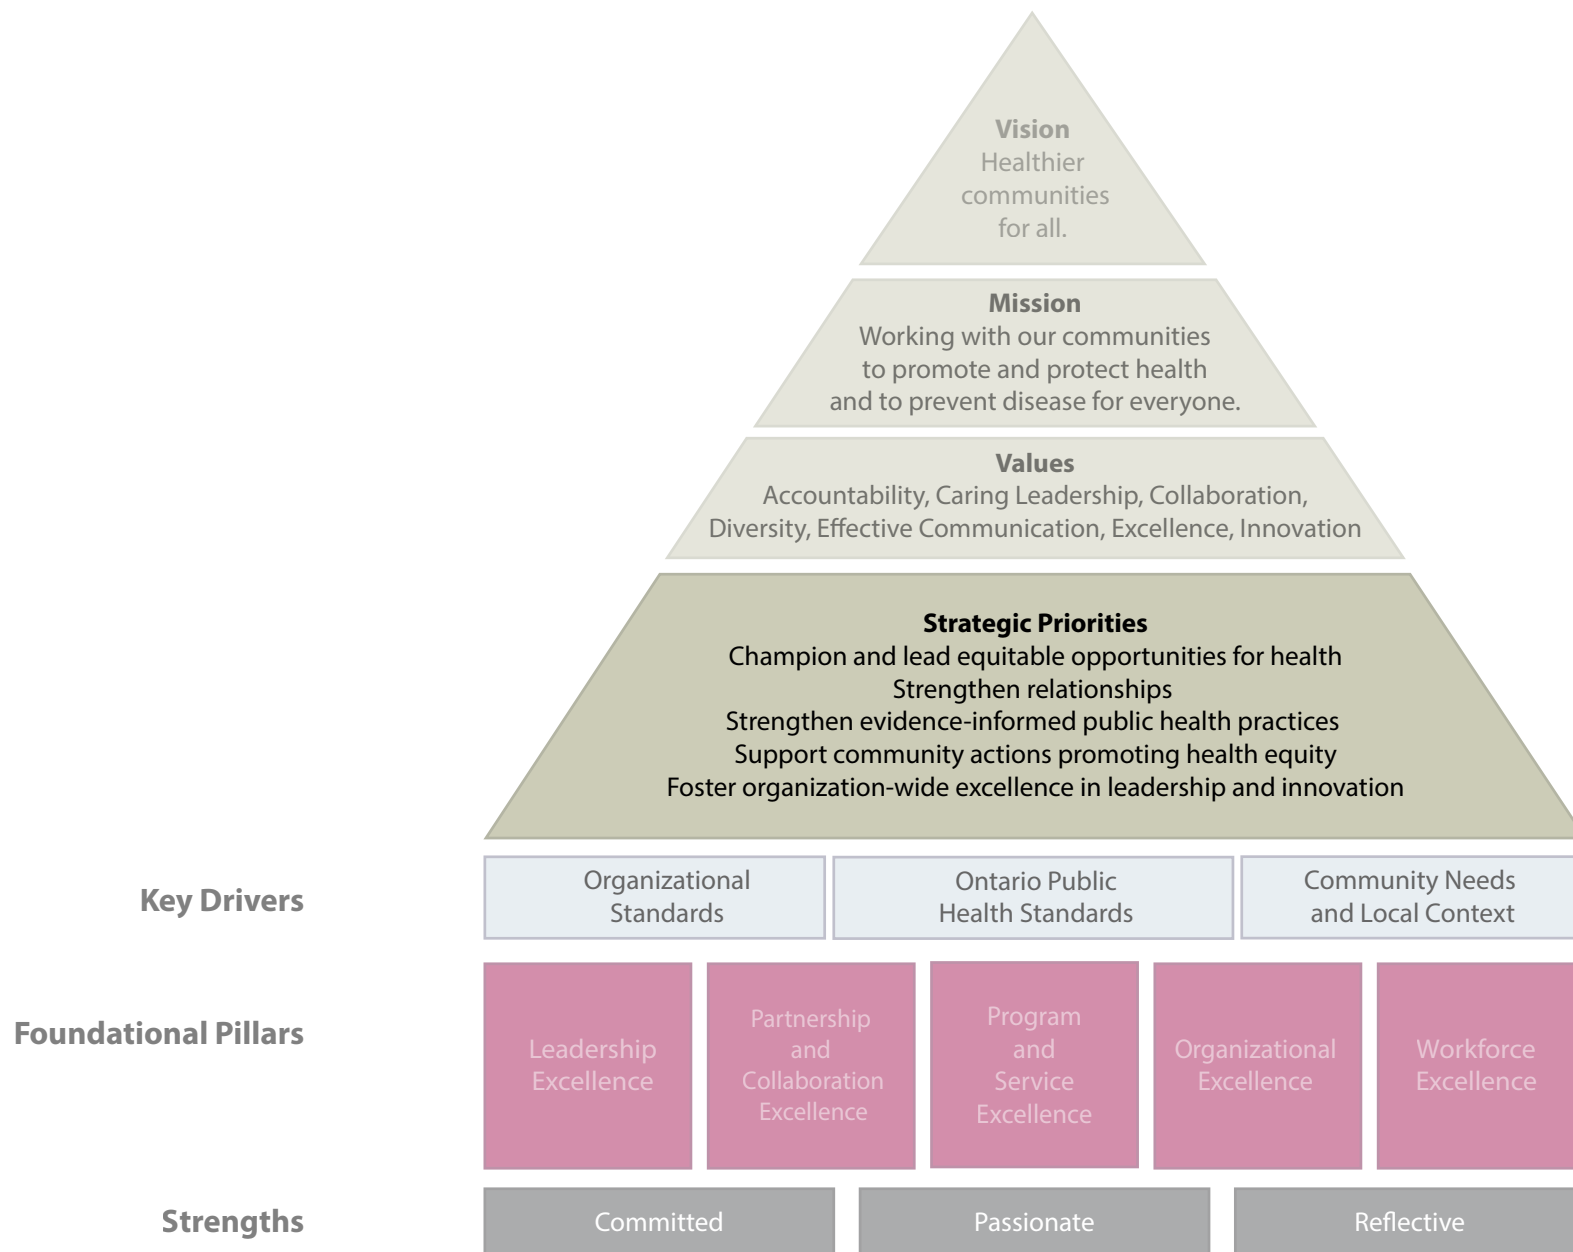 Vision
Healthier
communities
for all.
Mission
Working with our communities
to promote and protect health
and to prevent disease for everyone.
Values
Accountability, Caring Leadership, Collaboration,
Diversity, Effective Communication, Excellence, Innovation
Strategic Priorities
Champion and lead equitable opportunities for health
Strengthen relationships
Strengthen evidence-informed public health practices
Support community actions promoting health equity
Foster organization-wide excellence in leadership and innovation
Key Drivers
Organizational
Standards
Ontario Public
Health Standards
Community Needs
and Local Context
Foundational Pillars
Leadership
Excellence
Partnership
and
Collaboration
Excellence
Program
and
Service
Excellence
Organizational
Excellence
Workforce
Excellence
Strengths
Committed
Passionate
Reflective